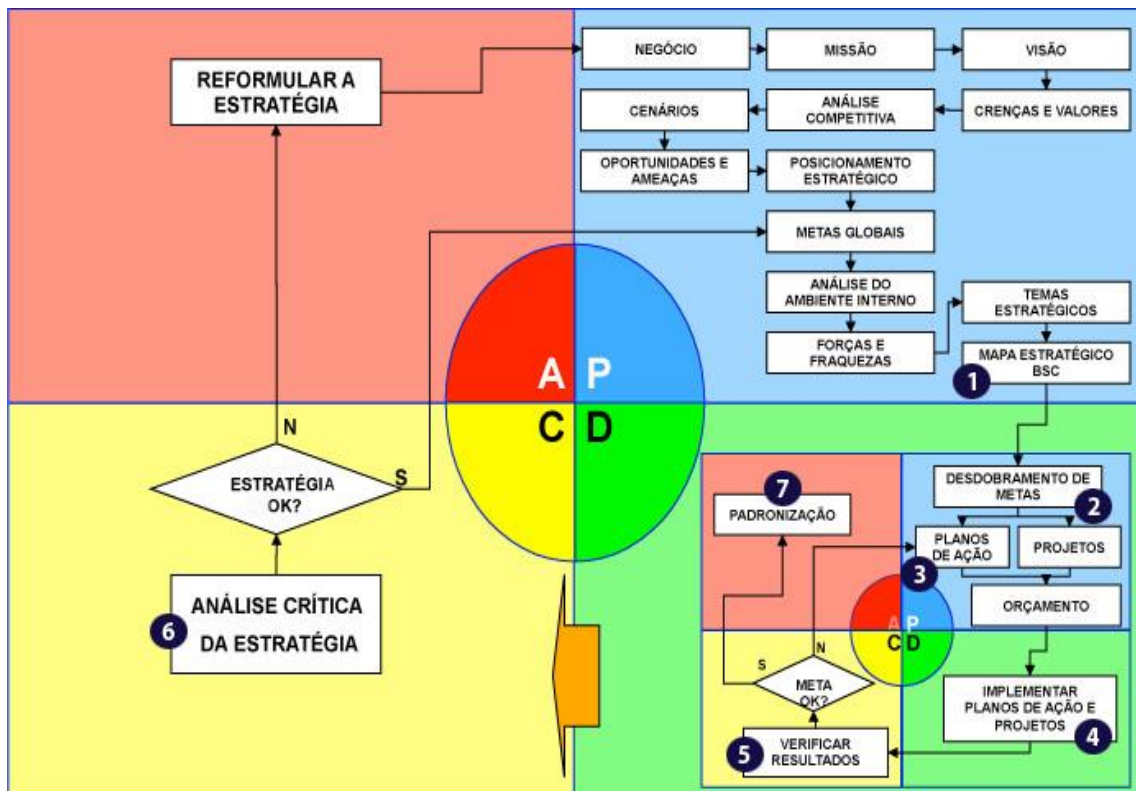 REFORMULAR A
ESTRATÉGIA
NEGÓCIO
MISSÃO
VISÃO
CENÁRIOS
ANÁLISE
COMPETITIVA
CRENÇAS E VALORES
OPORTUNIDADES E
AMEAÇAS
POSICIONAMENTO
ESTRATÉGICO
METAS GLOBAIS
ANÁLISE DO
AMBIENTE INTERNO
TEMAS
ESTRATÉGICOS
FORÇAS E
FRAQUEZAS
MAPA ESTRATÉGICO
BSC
1
A P
C D
N
S
ESTRATÉGIA
OK?
ANÁLISE CRÍTICA
DA ESTRATÉGIA
6
DESDOBRAMENTO DE
METAS
2
PLANOS
DE AÇÃO
PROJETOS
3
ORÇAMENTO
7
PADRONIZAÇÃO
A P
C D
S
N
META
OK?
IMPLEMENTAR
PLANOS DE AÇÃO E
PROJETOS
4
VERIFICAR
RESULTADOS
5